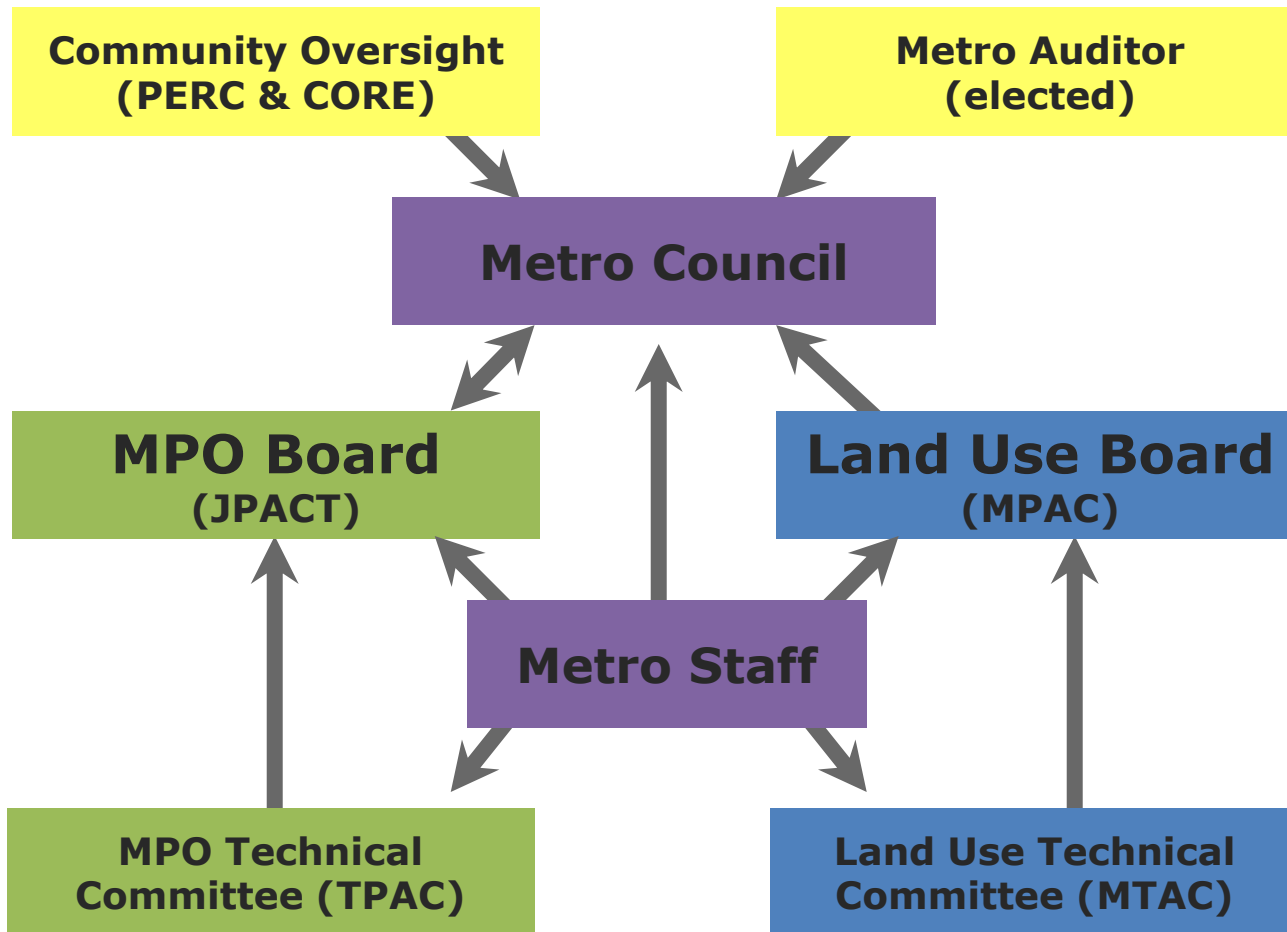 Community Oversight
(PERC & CORE)
Metro Auditor
(elected)
Metro Council
MPO Board
(JPACT)
Land Use Board
(MPAC)
Metro Staff
MPO Technical
Committee (TPAC)
Land Use Technical
Committee (MTAC)